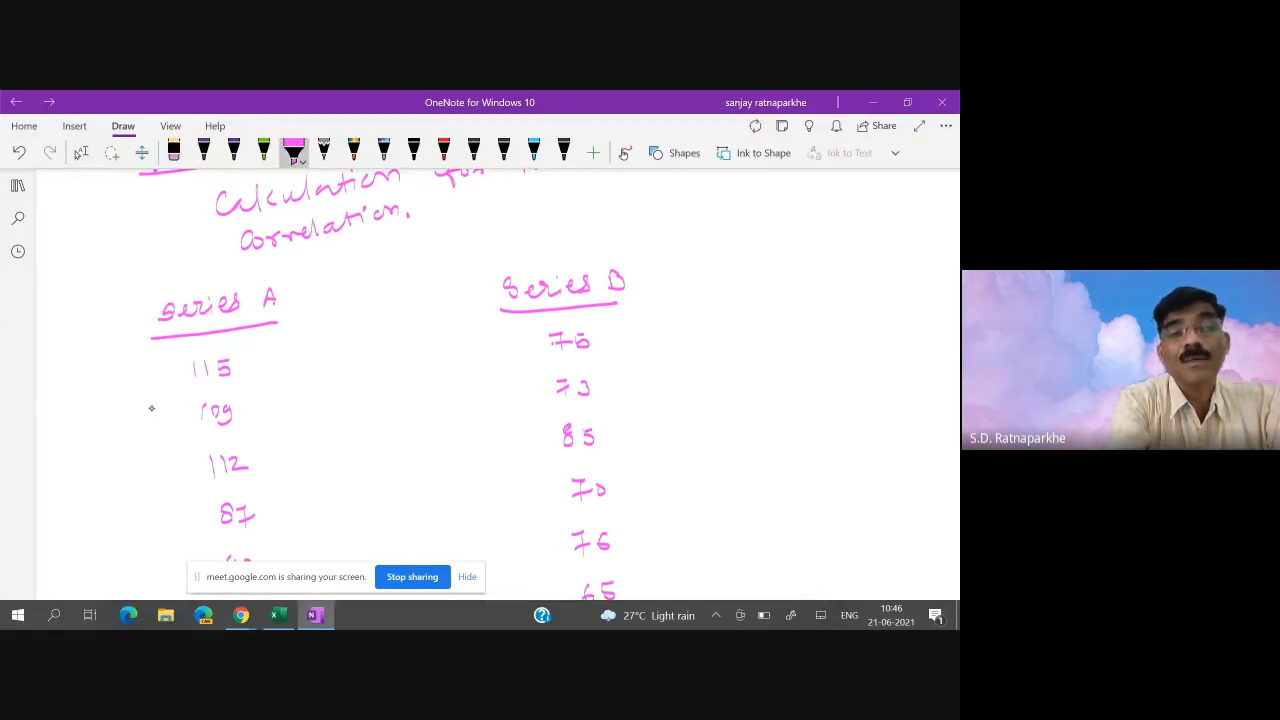 OneNote for Windows 10
sanjay ratnaparkhe
Home Insert Draw View Help
Share
Shapes Ink to Shape Ink to Text
Calculation for
correlation.
Series A
115
109
112
87
Series B
75
73
85
70
76
65
S.D. Ratnaparkhe
meet.google.com is sharing your screen. Stop sharing Hide
27°C Light rain
ENG
10:46
21-06-2021